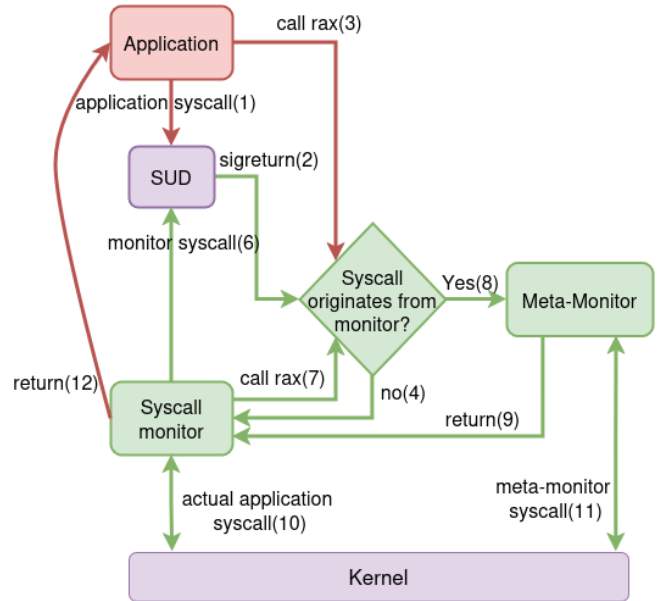 call rax(3)
Application
application syscall(1)
sigreturn(2)
SUD
monitor syscall(6)
Syscall
originates from
monitor?
Yes(8)
Meta-Monitor
return(12)
call rax(7)
no(4)
Syscall
monitor
return(9)
actual application
syscall(10)
meta-monitor
syscall(11)
Kernel